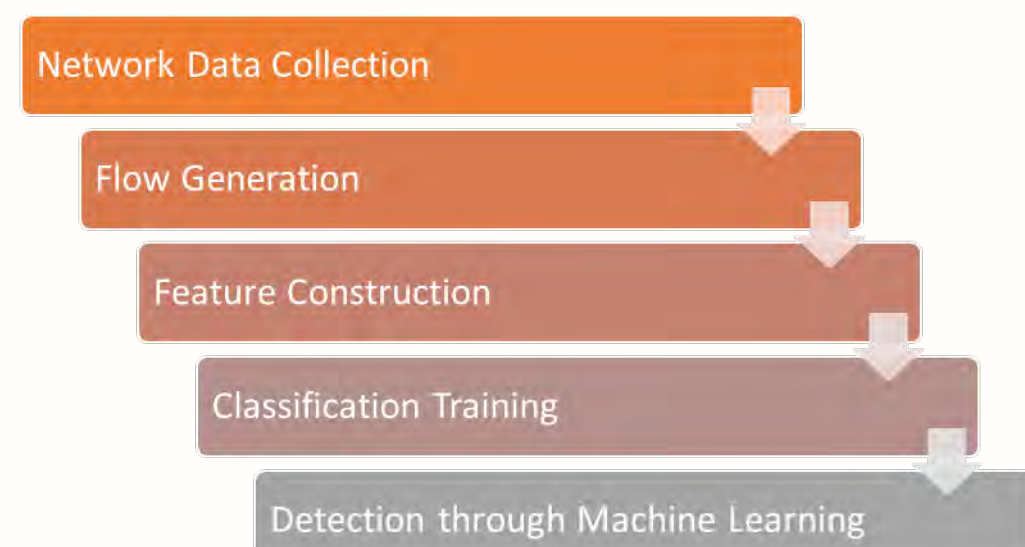 Network Data Collection
Flow Generation
Feature Construction
Classification Training
Detection through Machine Learning